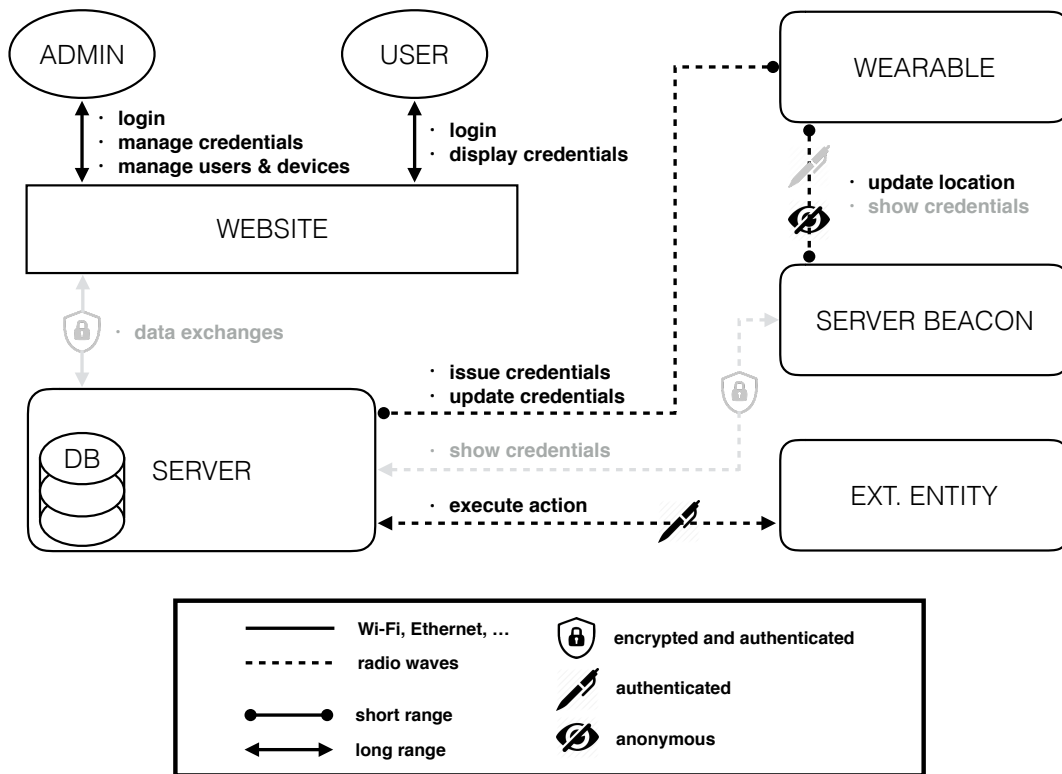 ADMIN
USER
WEARABLE
· login
· manage credentials
· manage users & devices
· login
· display credentials
· update location
· show credentials
WEBSITE
· data exchanges
SERVER BEACON
· issue credentials
· update credentials
DB
SERVER
· show credentials
· execute action
EXT. ENTITY
Wi-Fi, Ethernet, …
radio waves
short range
long range
encrypted and authenticated
authenticated
anonymous